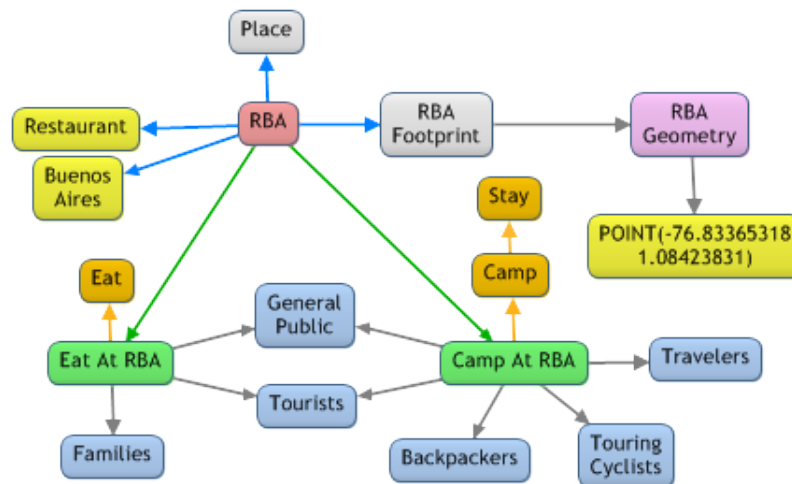 Place
Restaurant
RBA
RBA
Footprint
RBA
Geometry
Buenos
Aires
Stay
POINT(-76.83365318
1.08423831)
Eat
Camp
General
Public
Eat At RBA
Camp At RBA
Travelers
Tourists
Families
Backpackers
Touring
Cyclists